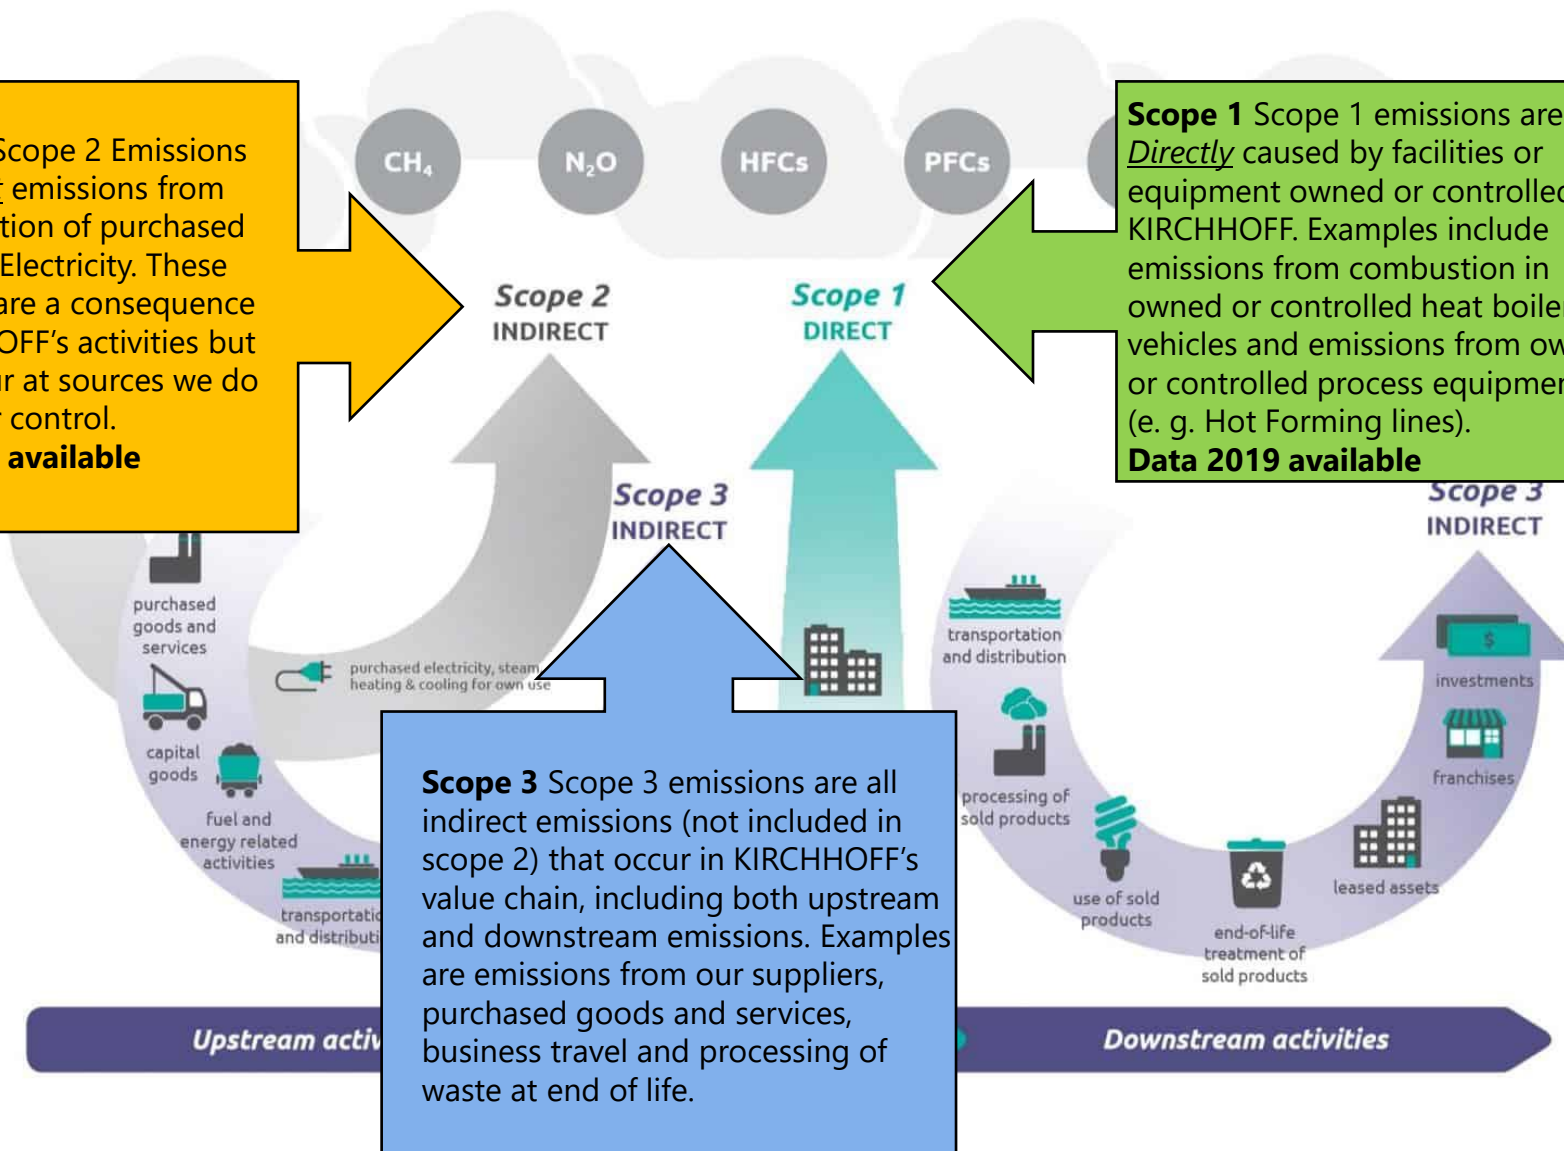 CH₄
N₂O
HFCs
PFCs
Scope 2 Emissions
emissions from
of purchased
Electricity. These
are a consequence
activities but
at sources we do
control.
available
Scope 1 Scope 1 emissions are
Directly caused by facilities or
equipment owned or controlled
KIRCHHOFF. Examples include
emissions from combustion in
owned or controlled heat
vehicles and emissions from
or controlled process
(e. g. Hot Forming lines).
Data 2019 available
Scope 2
INDIRECT
Scope 1
DIRECT
Scope 3
INDIRECT
Scope 3
INDIRECT
purchased
goods and
services
purchased electricity, steam,
heating & cooling for own use
capital
goods
fuel and
energy related
activities
and
Scope 3 Scope 3 emissions are all
indirect emissions (not included in
scope 2) that occur in KIRCHHOFF’s
value chain, including both upstream
and downstream emissions. Examples
are emissions from our suppliers,
purchased goods and services,
business travel and processing of
waste at end of life.
transportation
and distribution
processing of
sold products
use of sold
products
end-of-life
treatment of
sold products
leased assets
franchises
$
investments
Upstream
Downstream activities